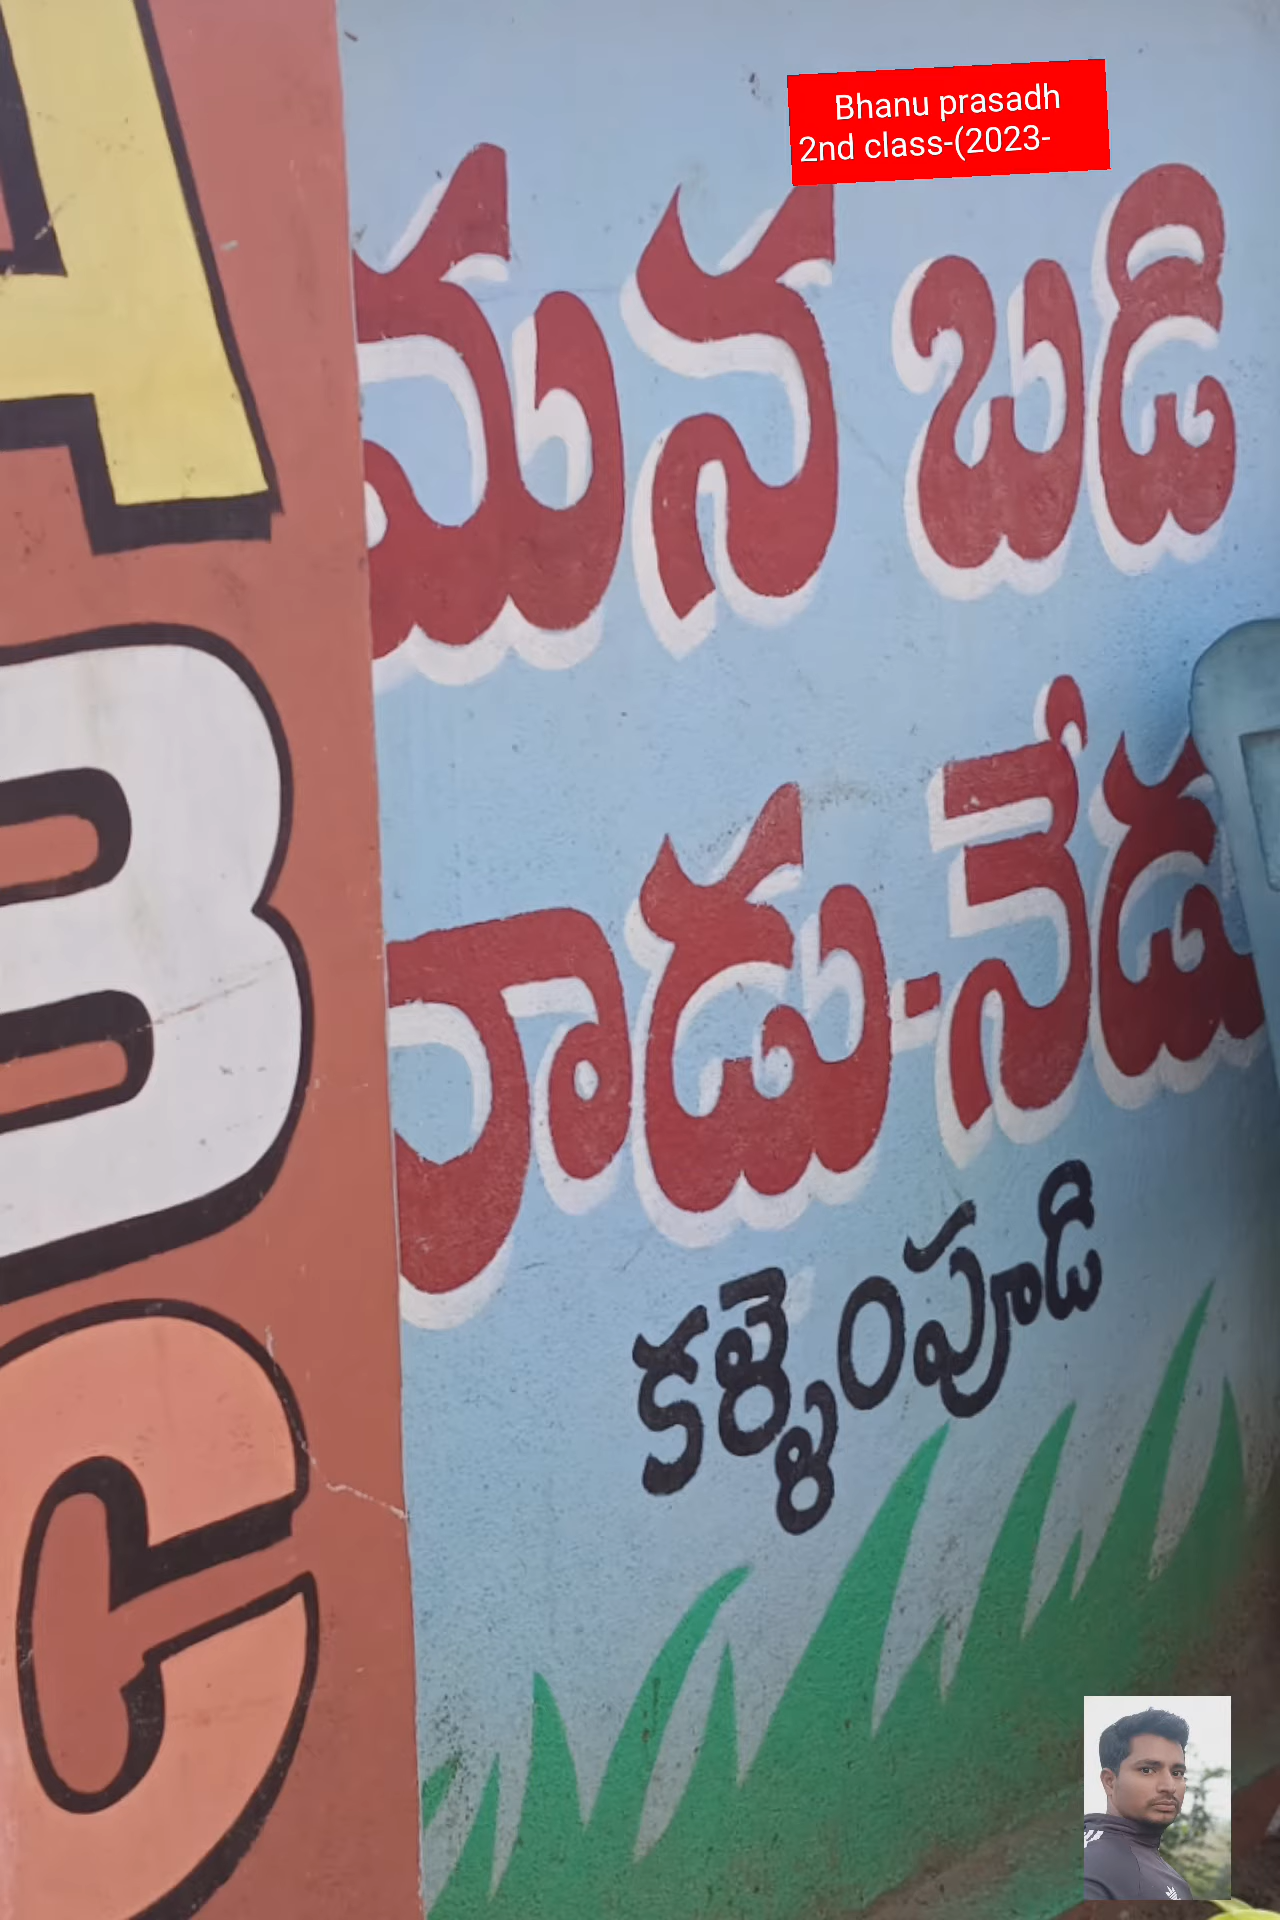 Bhanu prasadh
2nd class-(2023-
A
B
C
మన బడి
నాడు-నేడు
కళ్ళెంపూడి